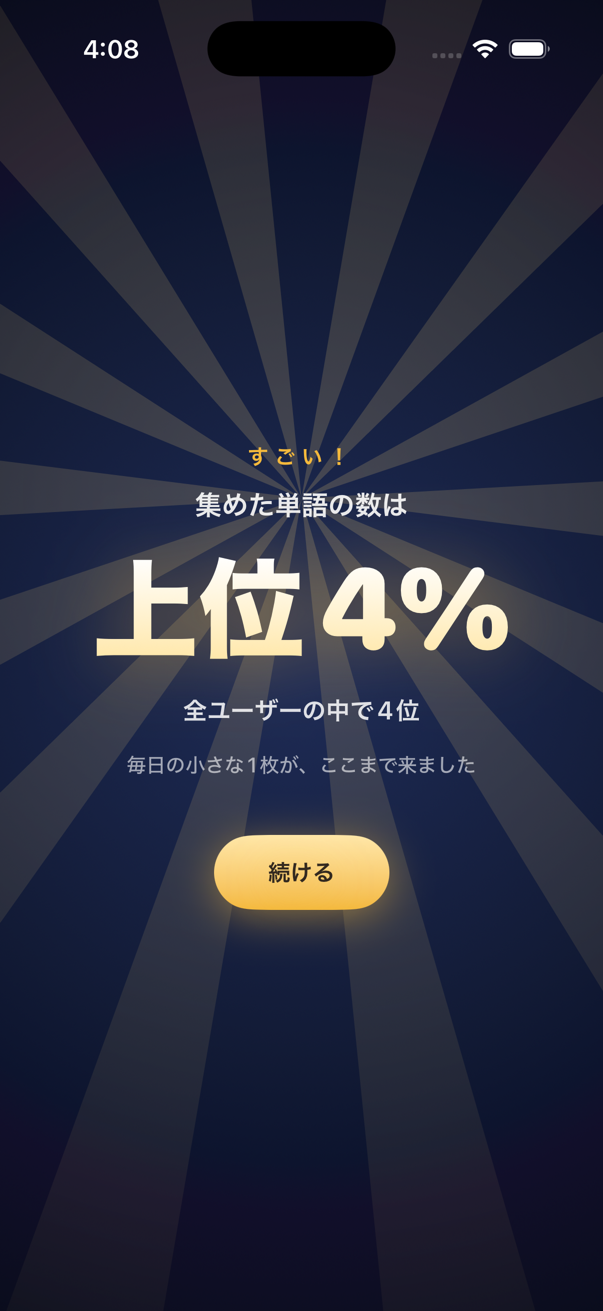 4:08
すごい！
集めた単語の数は
上位4%
全ユーザーの中で4位
毎日の小さな1枚が、ここまで来ました
続ける